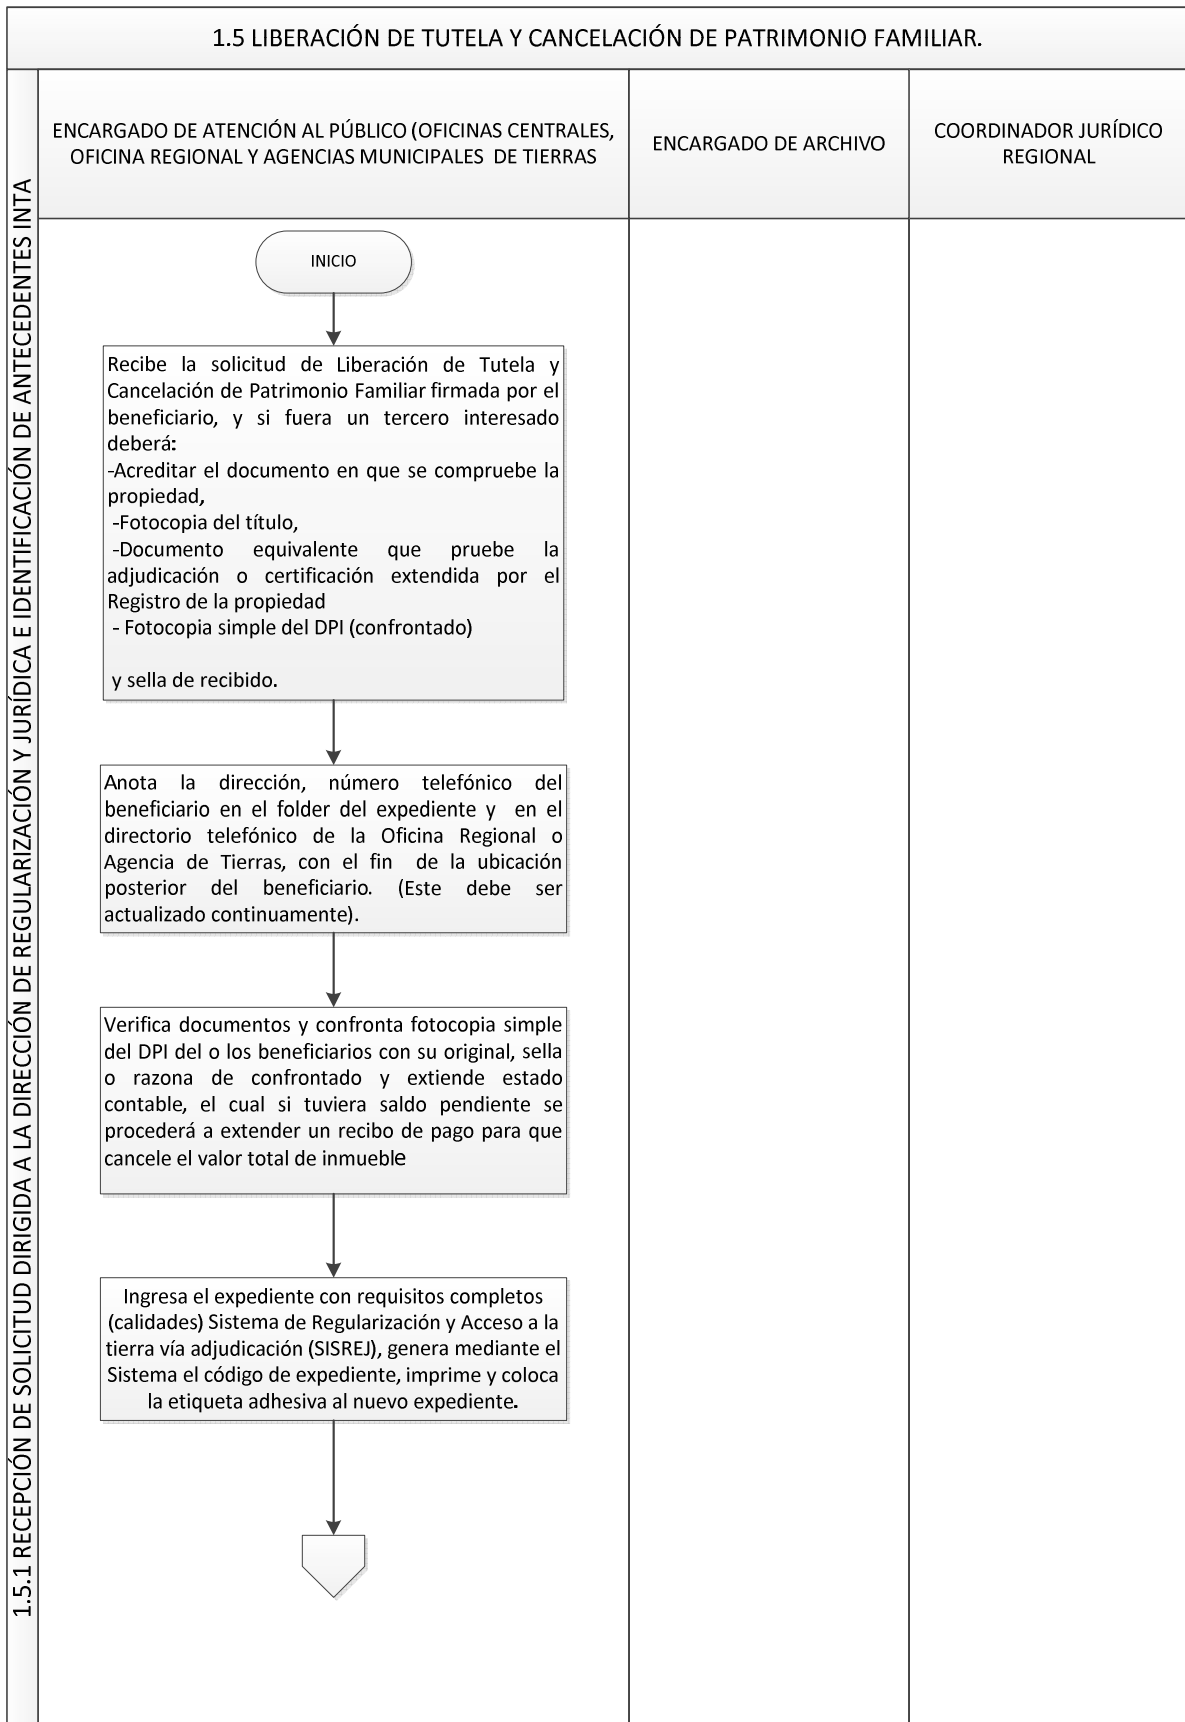 1.5 LIBERACIÓN DE TUTELA Y CANCELACIÓN DE PATRIMONIO FAMILIAR.
1.5.1 RECEPCIÓN DE SOLICITUD DIRIGIDA A LA DIRECCIÓN DE REGULARIZACIÓN Y JURÍDICA E IDENTIFICACIÓN DE ANTECEDENTES INTA
ENCARGADO DE ATENCIÓN AL PÚBLICO (OFICINAS CENTRALES,
OFICINA REGIONAL Y AGENCIAS MUNICIPALES DE TIERRAS
ENCARGADO DE ARCHIVO
COORDINADOR JURÍDICO
REGIONAL
INICIO
Recibe la solicitud de Liberación de Tutela y
Cancelación de Patrimonio Familiar firmada por el
beneficiario, y si fuera un tercero interesado
deberá:
-Acreditar el documento en que se compruebe la
propiedad,
-Fotocopia del título,
-Documento equivalente que pruebe la
adjudicación o certificación extendida por el
Registro de la propiedad
- Fotocopia simple del DPI (confrontado)
y sella de recibido.
Anota la dirección, número telefónico del
beneficiario en el folder del expediente y en el
directorio telefónico de la Oficina Regional o
Agencia de Tierras, con el fin de la ubicación
posterior del beneficiario. (Este debe ser
actualizado continuamente).
Verifica documentos y confronta fotocopia simple
del DPI del o los beneficiarios con su original, sella
o razona de confrontado y extiende estado
contable, el cual si tuviera saldo pendiente se
procederá a extender un recibo de pago para que
cancele el valor total de inmueble
Ingresa el expediente con requisitos completos
(calidades) Sistema de Regularización y Acceso a la
tierra vía adjudicación (SISREJ), genera mediante el
Sistema el código de expediente, imprime y coloca
la etiqueta adhesiva al nuevo expediente.